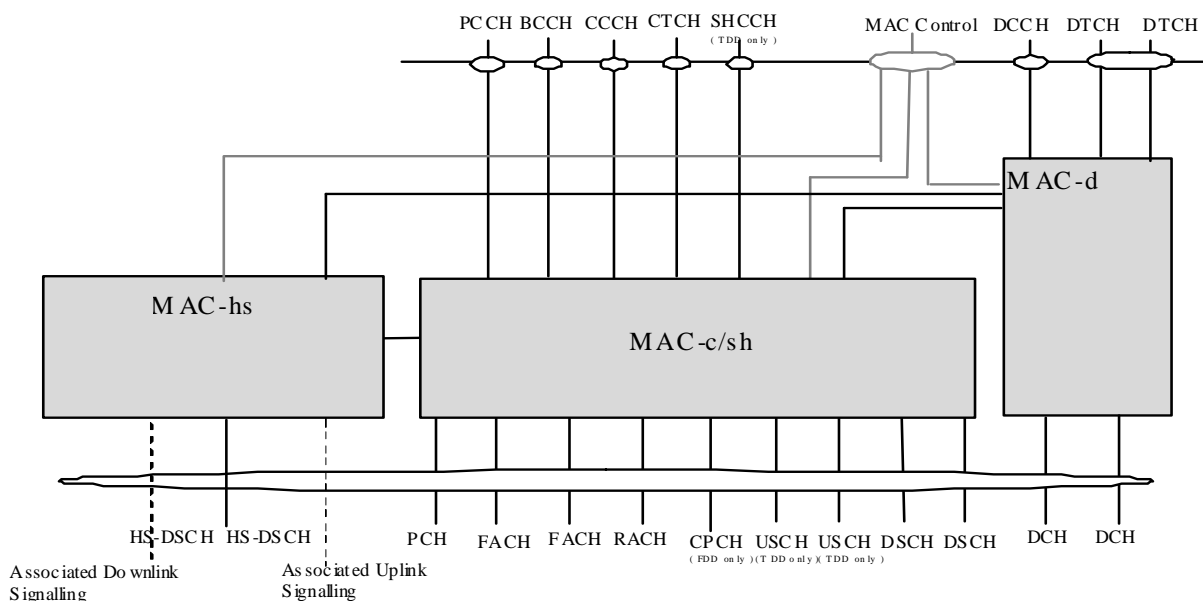 PCCH BCCH CCCH CTCH SHCCH MAC Control DCCH DTCH DTCH
( TDD only )
MAC-d
MAC-hs
MAC-c/sh
HS-DSCH HS-DSCH PCH FACH FACH RACH CPCH USCH USCH DSCH DSCH DCH DCH
( FDD only ) ( TDD only ) ( TDD only )
Associated Downlink
Signalling
Associated Uplink
Signalling